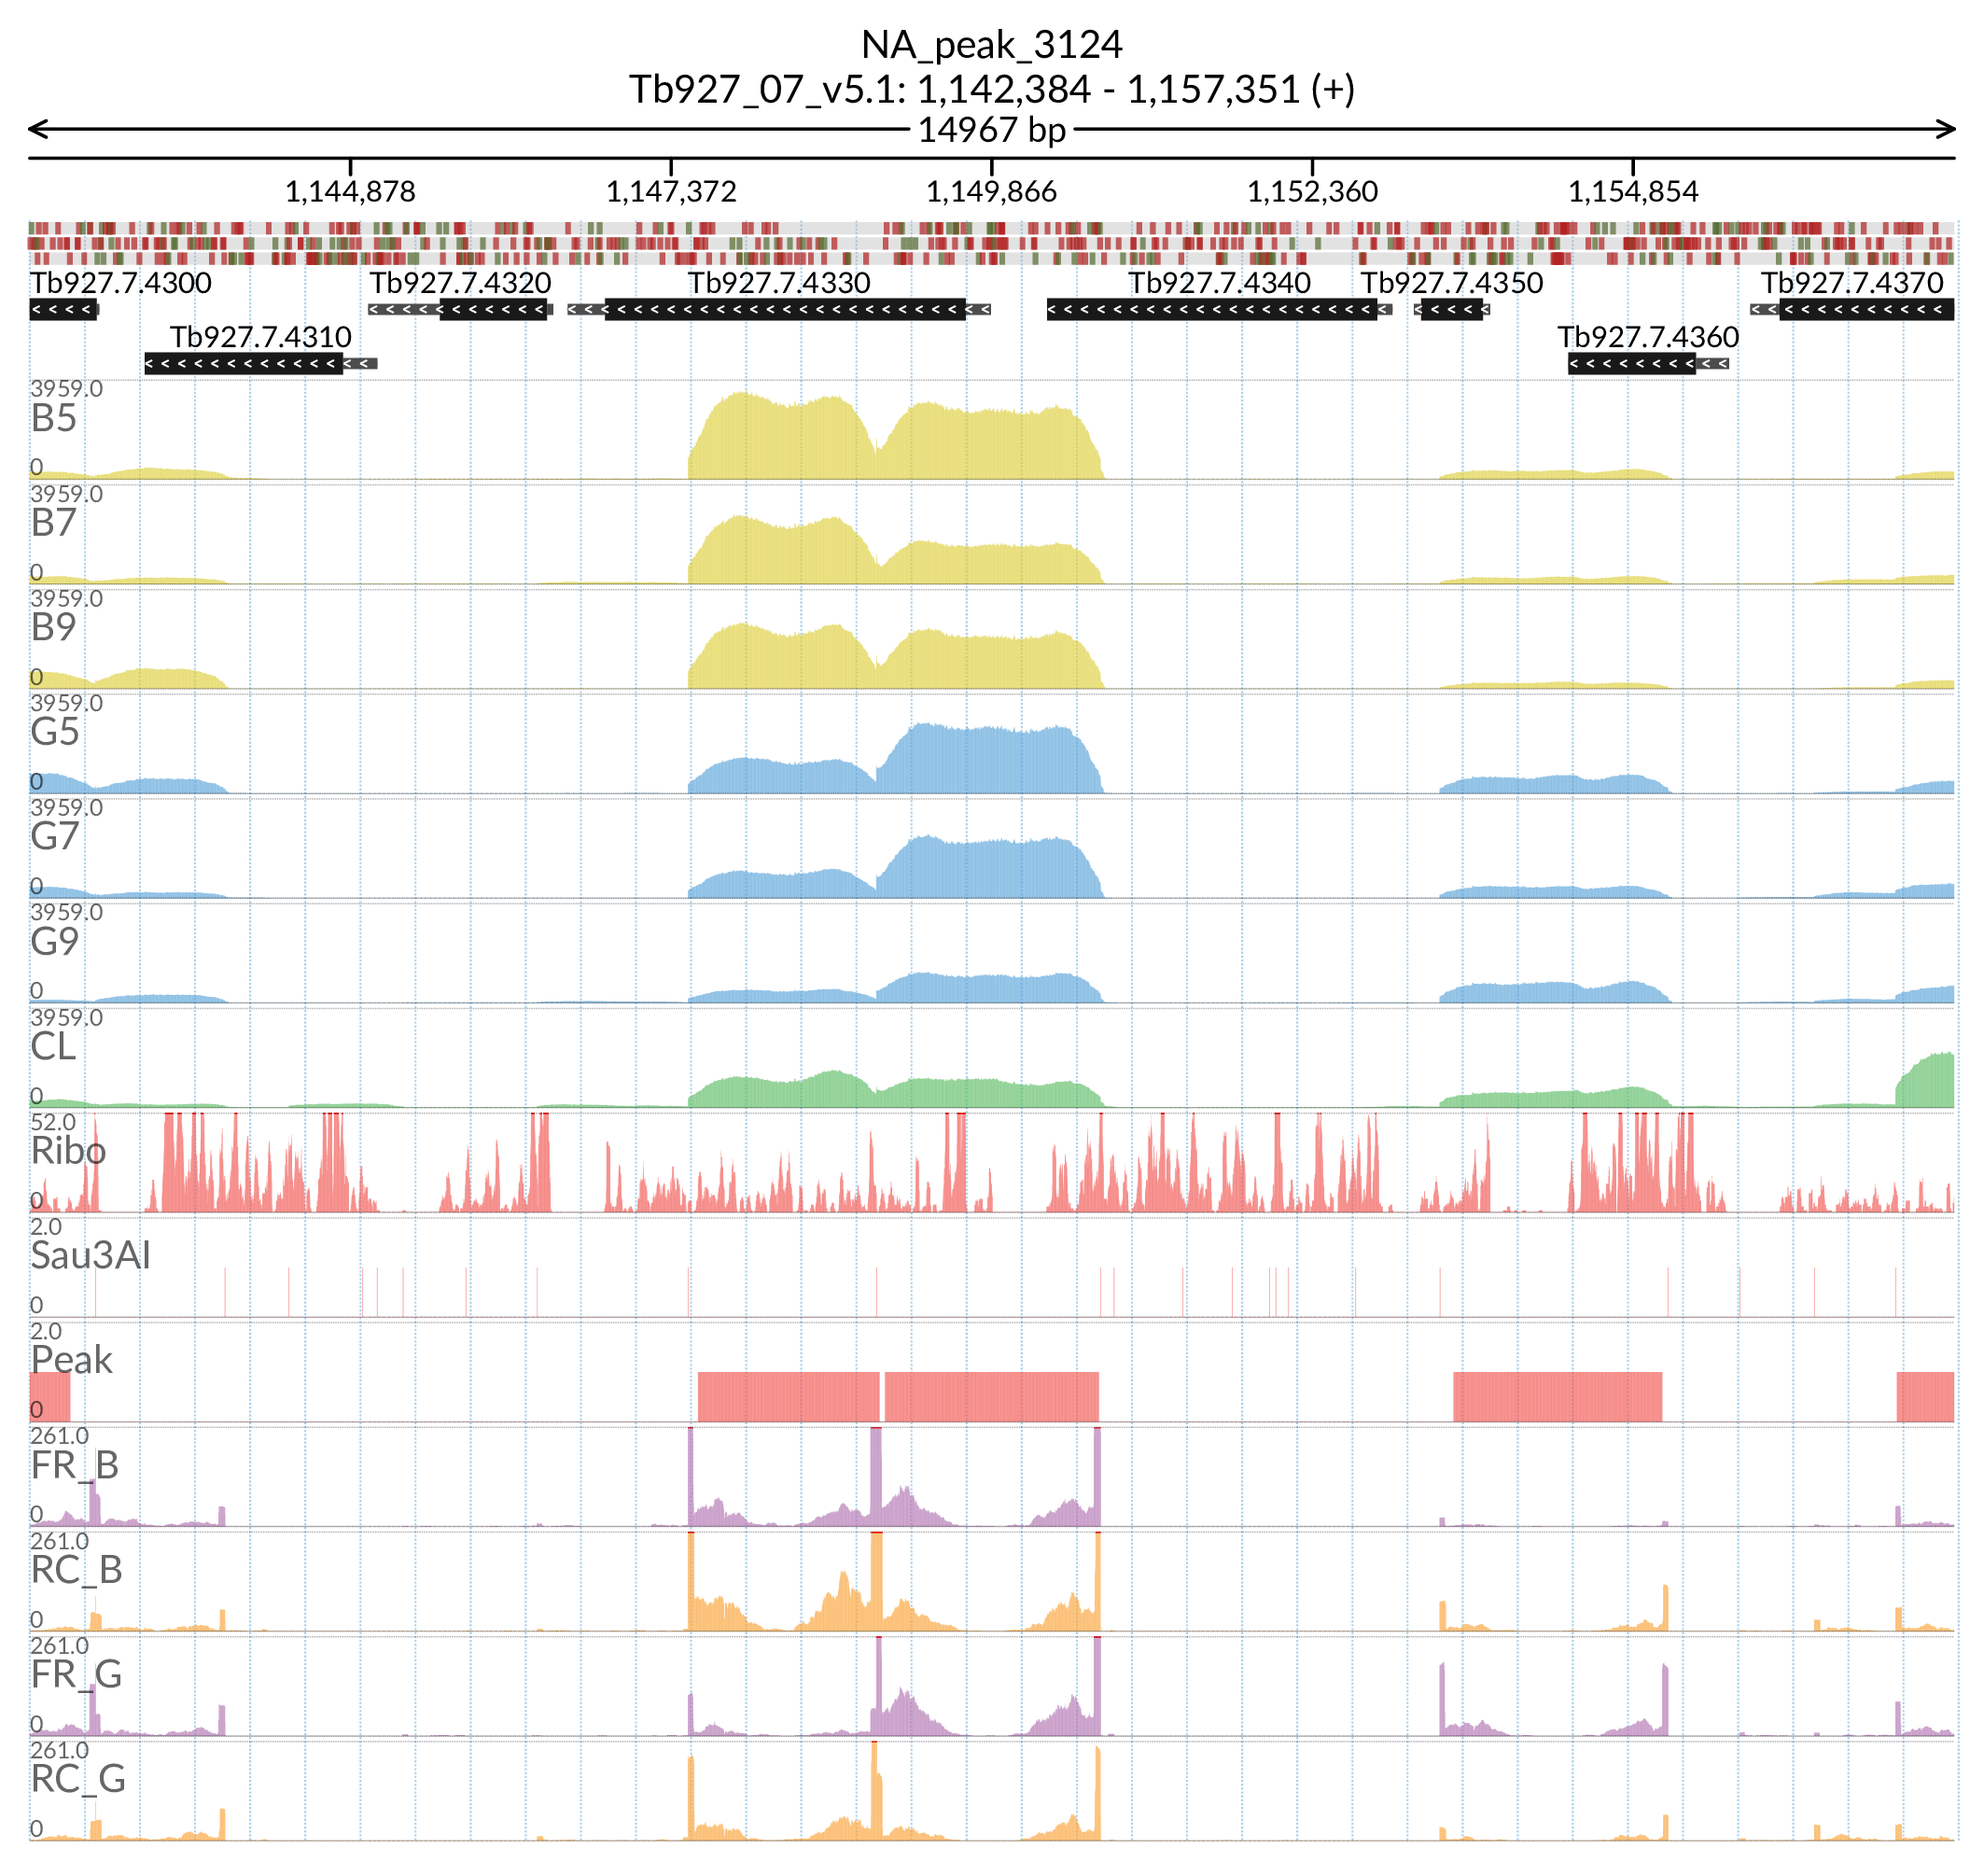 NA_peak_3124
Tb927_07_v5.1: 1,142,384 - 1,157,351 (+)
14967 bp
1,144,878 1,147,372 1,149,866 1,152,360 1,154,854
Tb927.7.4300 Tb927.7.4320 Tb927.7.4330 Tb927.7.4340 Tb927.7.4350 Tb927.7.4370
Tb927.7.4310 Tb927.7.4360
3959.0
B5
0
3959.0
B7
0
3959.0
B9
0
3959.0
G5
0
3959.0
G7
0
3959.0
G9
0
3959.0
CL
0
52.0
Ribo
0
2.0
Sau3AI
0
2.0
Peak
0
261.0
FR_B
0
261.0
RC_B
0
261.0
FR_G
0
261.0
RC_G
0